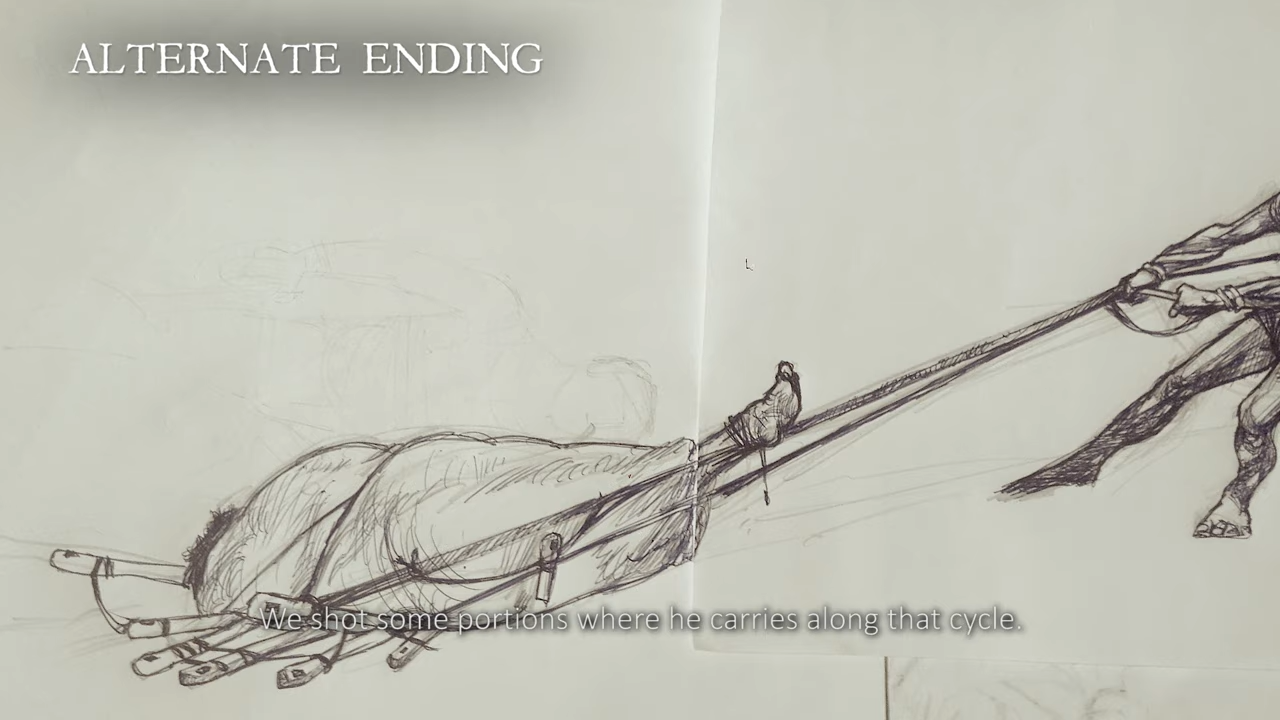 ALTERNATE ENDING
We shot some portions where he carries along that cycle.